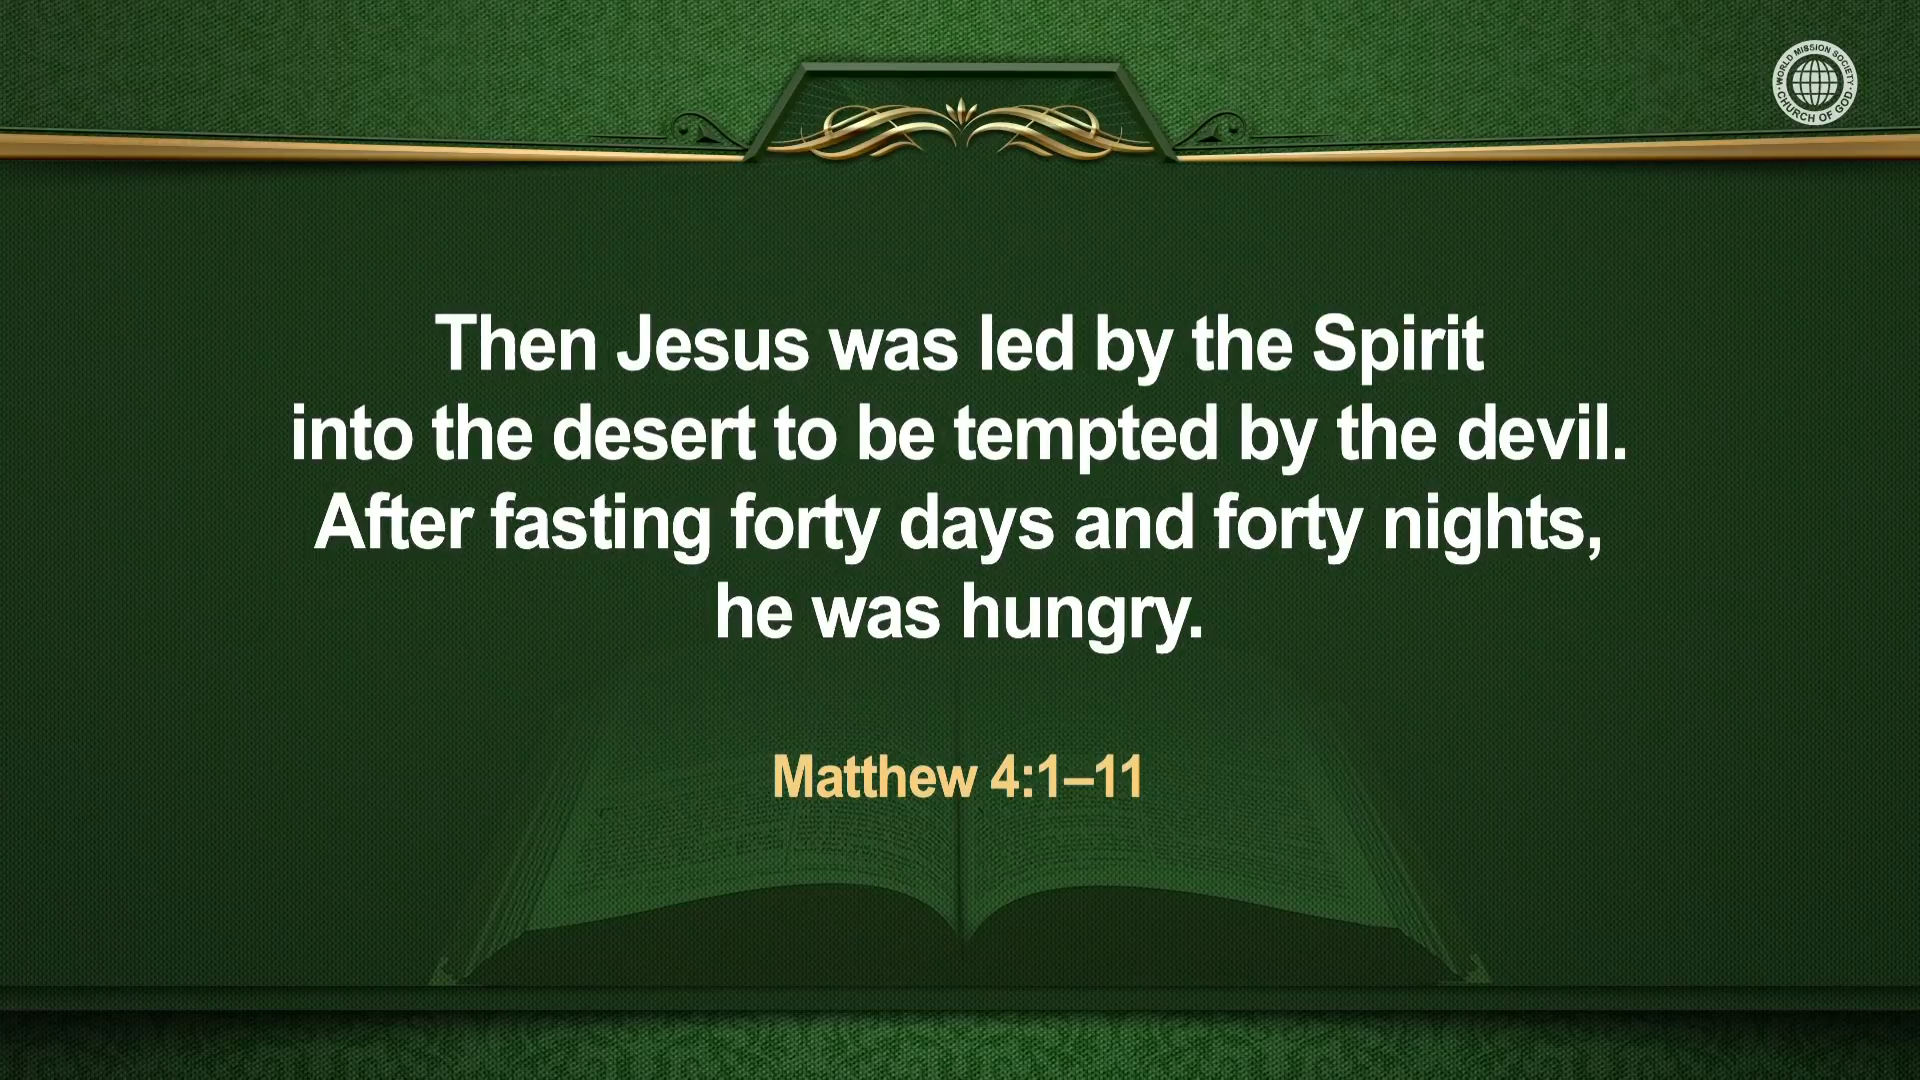 WORLD MISSION SOCIETY
CHURCH OF GOD
Then Jesus was led by the Spirit
into the desert to be tempted by the devil.
After fasting forty days and forty nights,
he was hungry.
Matthew 4:1–11